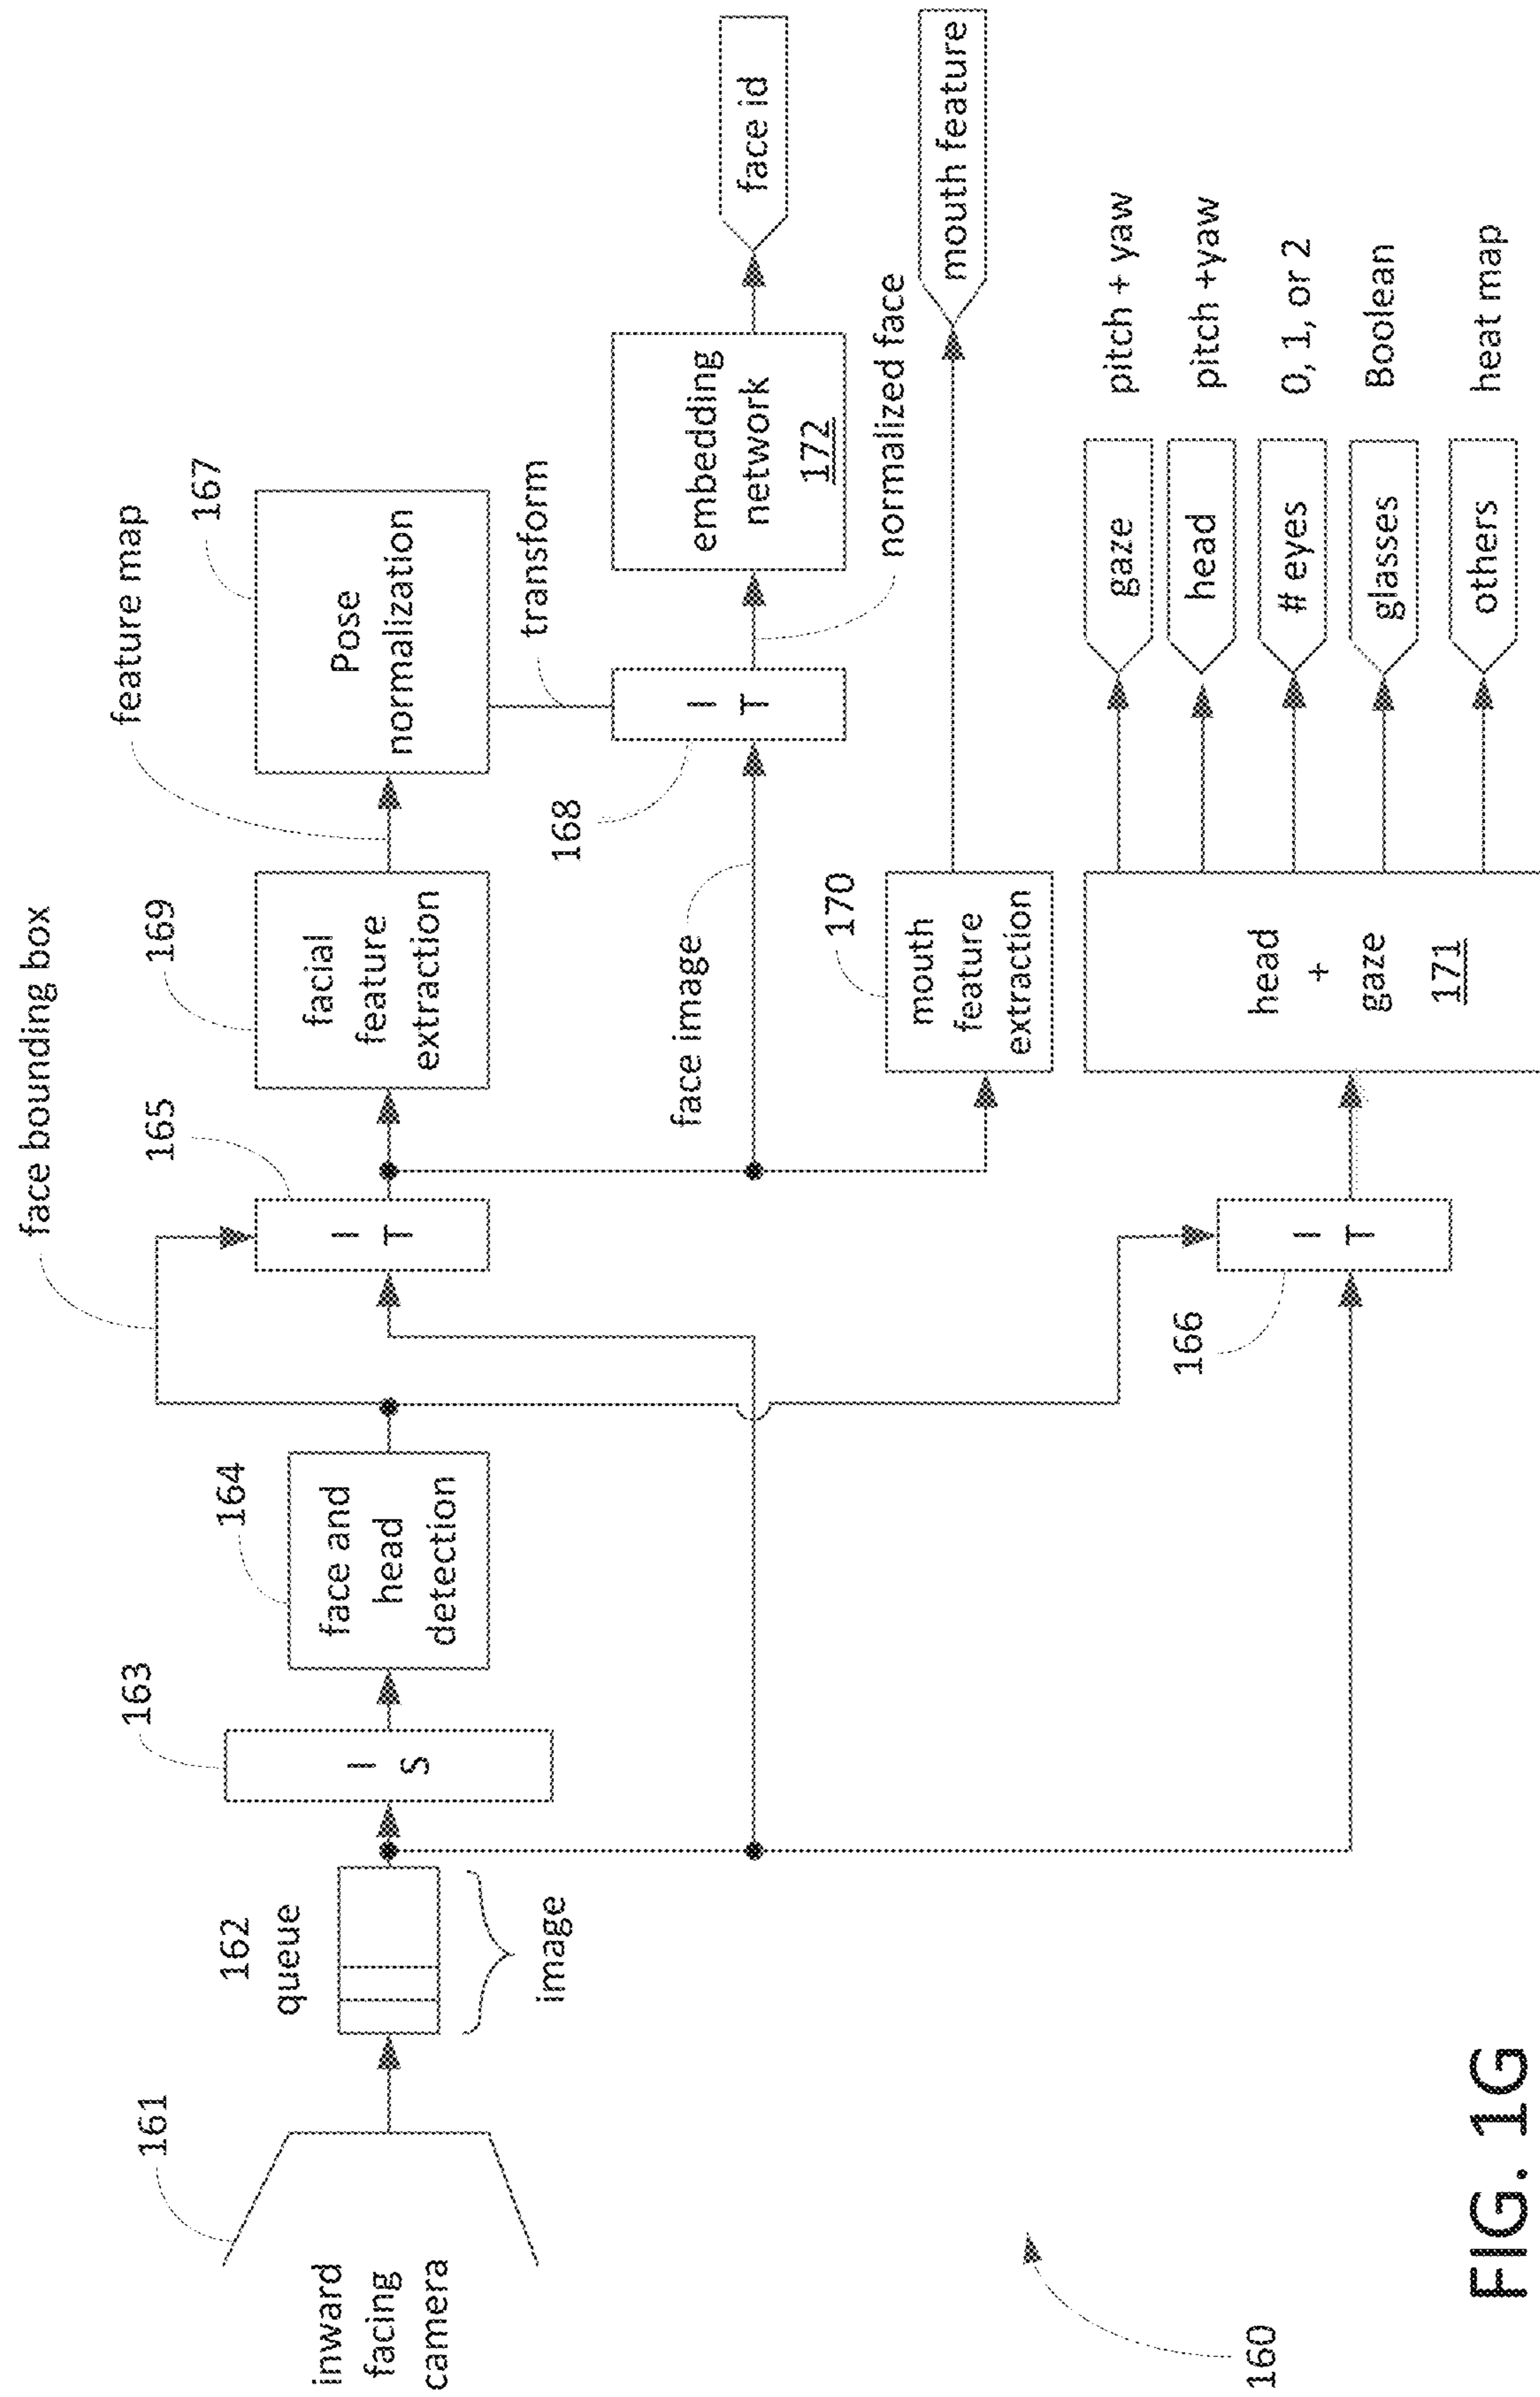 face bounding box
feature map
161
162
queue
163
164
165
169
167
inward
facing
camera
image
I
S
face and
head
detection
I
T
facial
feature
extraction
Pose
normalization
transform
168
I
T
face image
embedding
network
172
face id
normalized face
170
mouth
feature
extraction
mouth feature
166
I
T
head
+
gaze
171
gaze
pitch + yaw
head
pitch +yaw
# eyes
0, 1, or 2
glasses
Boolean
others
heat map
160
FIG. 1G